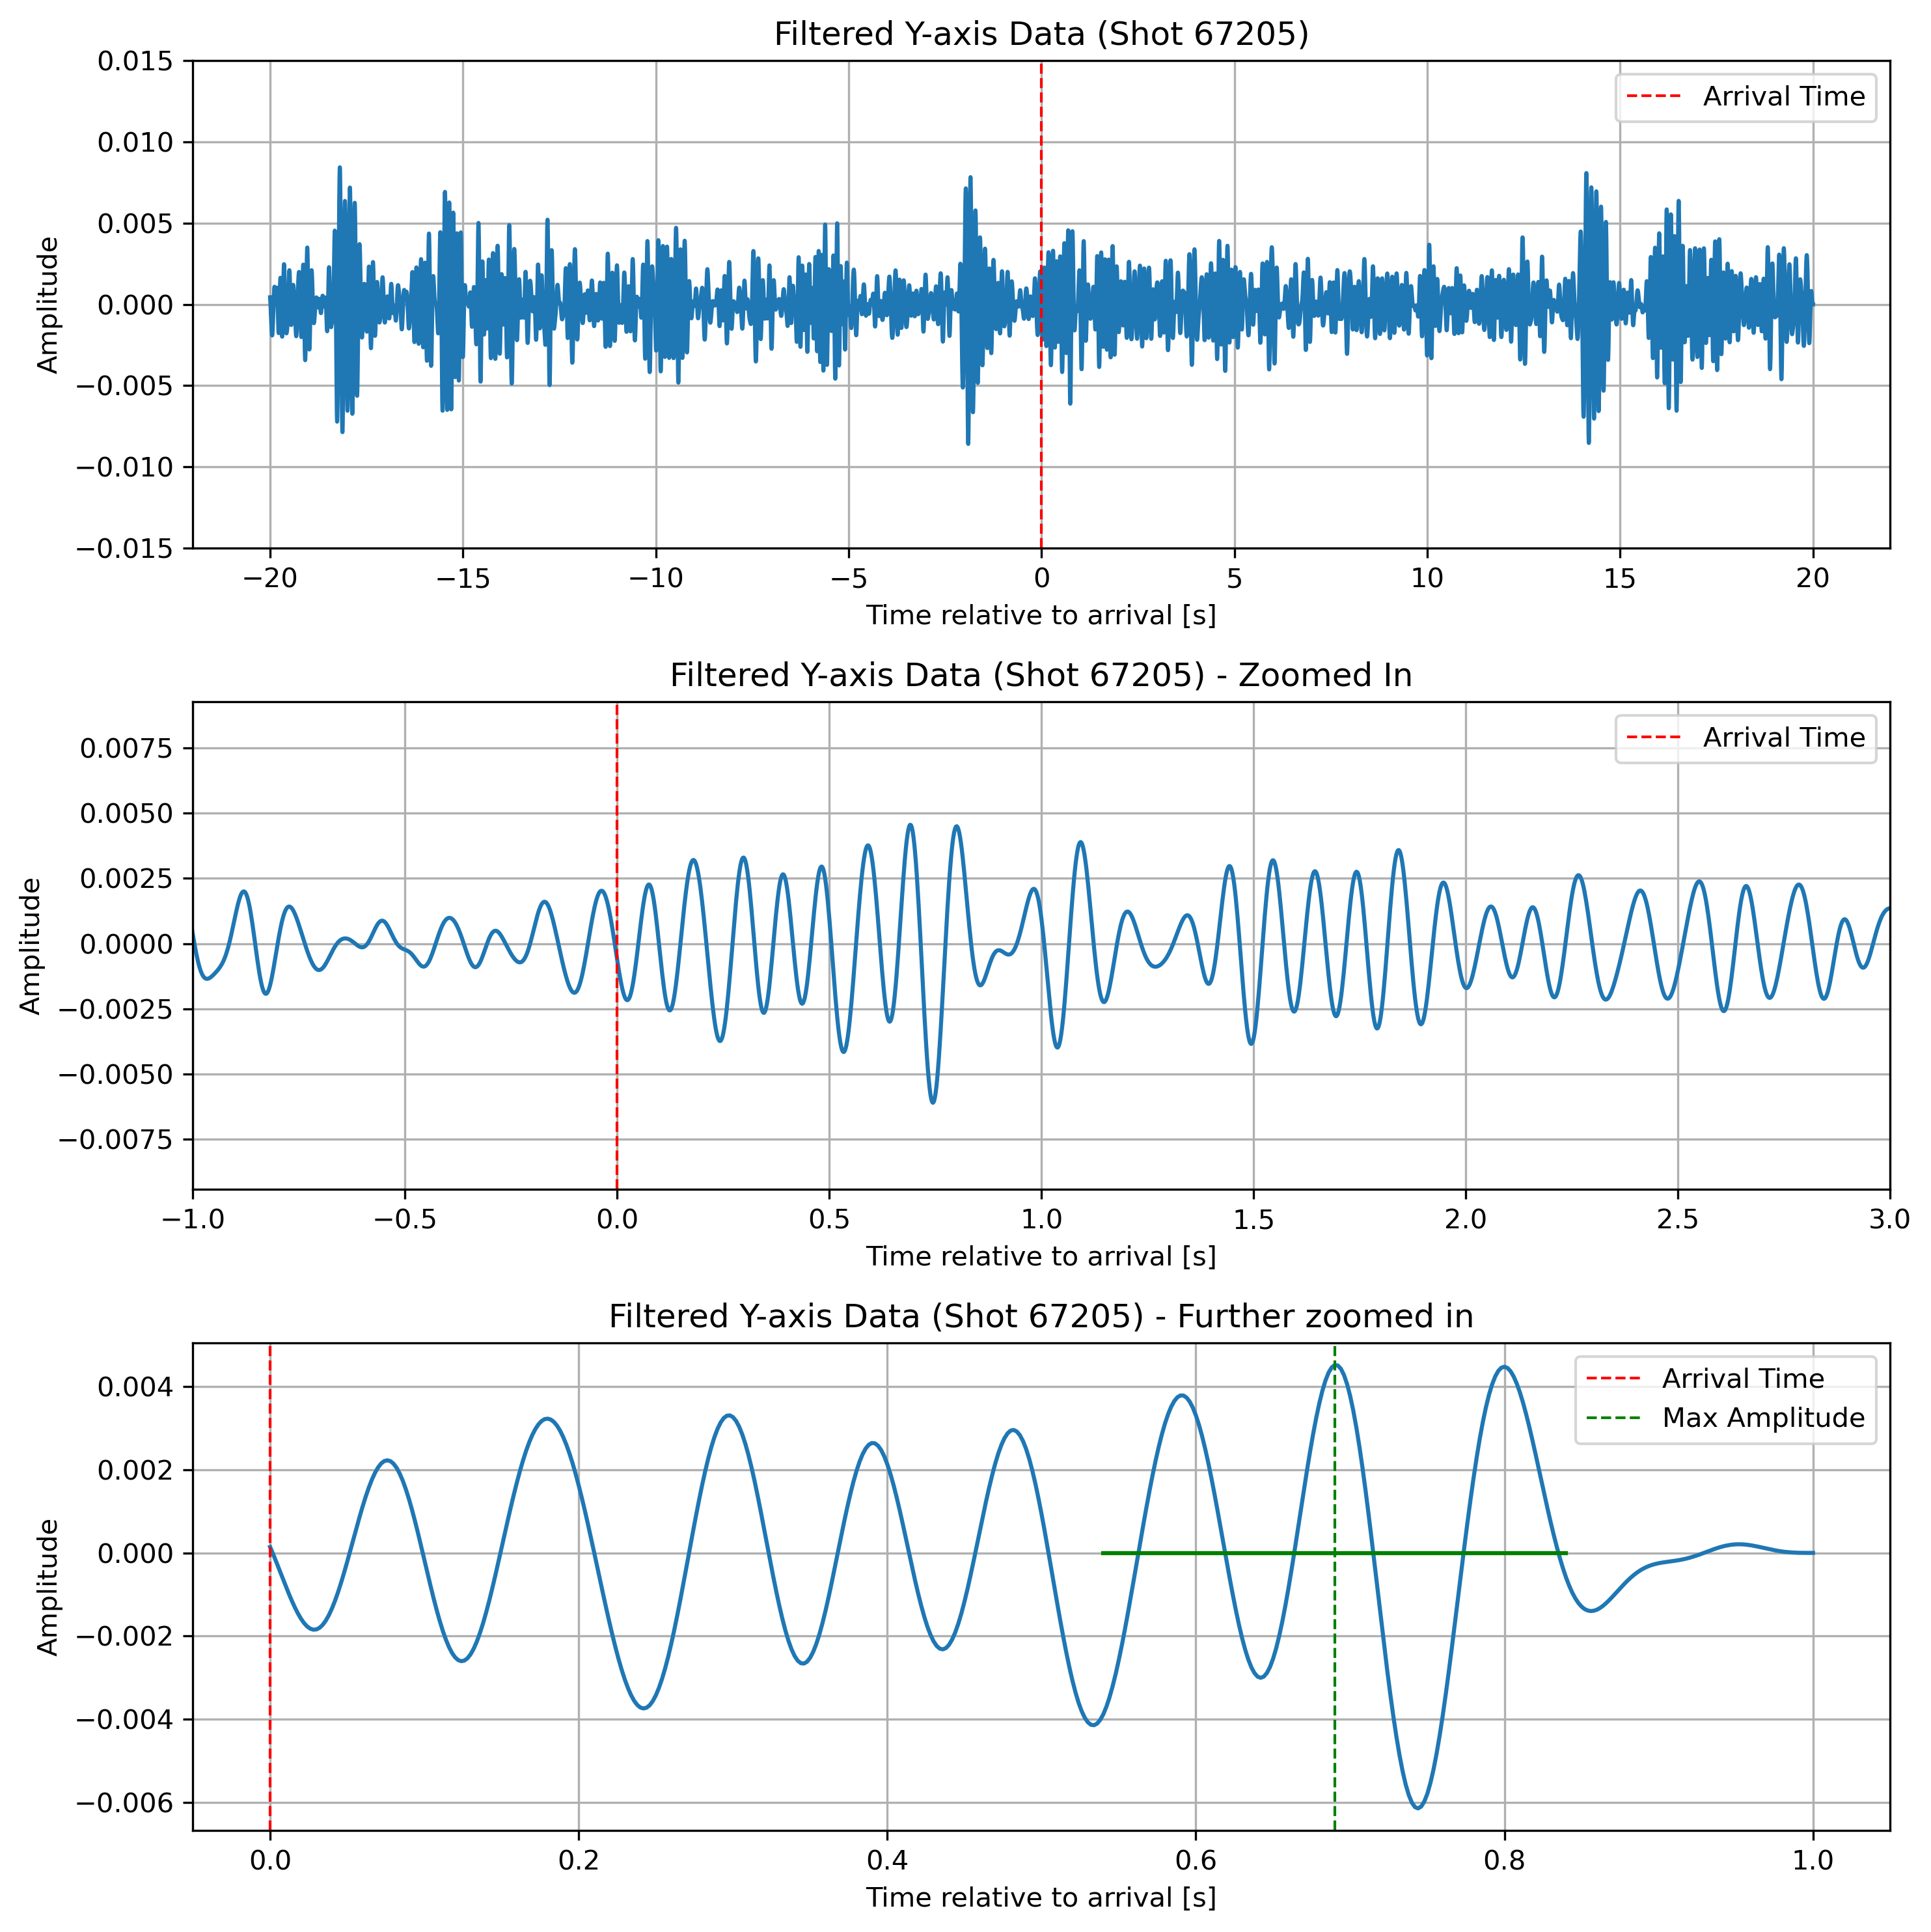 Filtered Y-axis Data (Shot 67205)
0.015
0.010
0.005
0.000
−0.005
−0.010
−0.015
Amplitude
Arrival Time
−20 −15 −10 −5 0 5 10 15 20
Time relative to arrival [s]
Filtered Y-axis Data (Shot 67205) - Zoomed In
0.0075
0.0050
0.0025
0.0000
−0.0025
−0.0050
−0.0075
Amplitude
Arrival Time
−1.0 −0.5 0.0 0.5 1.0 1.5 2.0 2.5 3.0
Time relative to arrival [s]
Filtered Y-axis Data (Shot 67205) - Further zoomed in
0.004
0.002
0.000
−0.002
−0.004
−0.006
Amplitude
Arrival Time
Max Amplitude
0.0 0.2 0.4 0.6 0.8 1.0
Time relative to arrival [s]